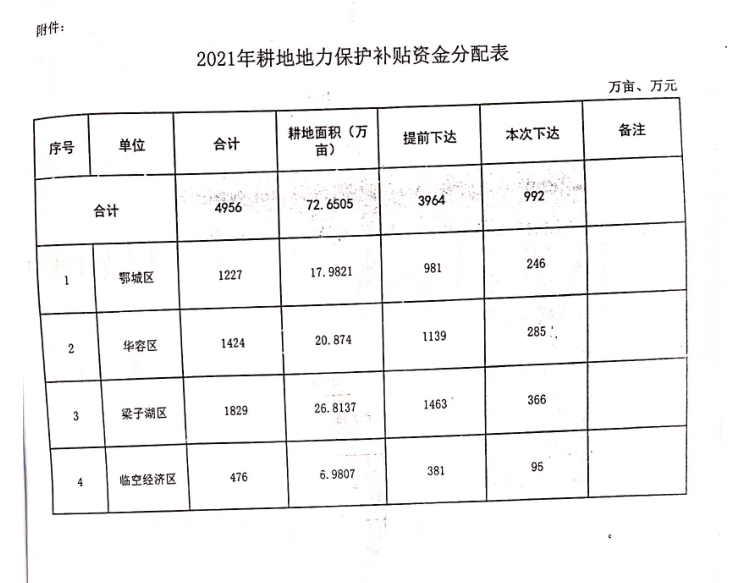 附件：
2021年耕地地力保护补贴资金分配表
万亩、万元
序号 单位 合计 耕地面积（万亩） 提前下达 本次下达 备注
合计 4956 72.6505 3964 992
1 鄂城区 1227 17.9821 981 246
2 华容区 1424 20.874 1139 285
3 梁子湖区 1829 26.8137 1463 366
4 临空经济区 476 6.9807 381 95